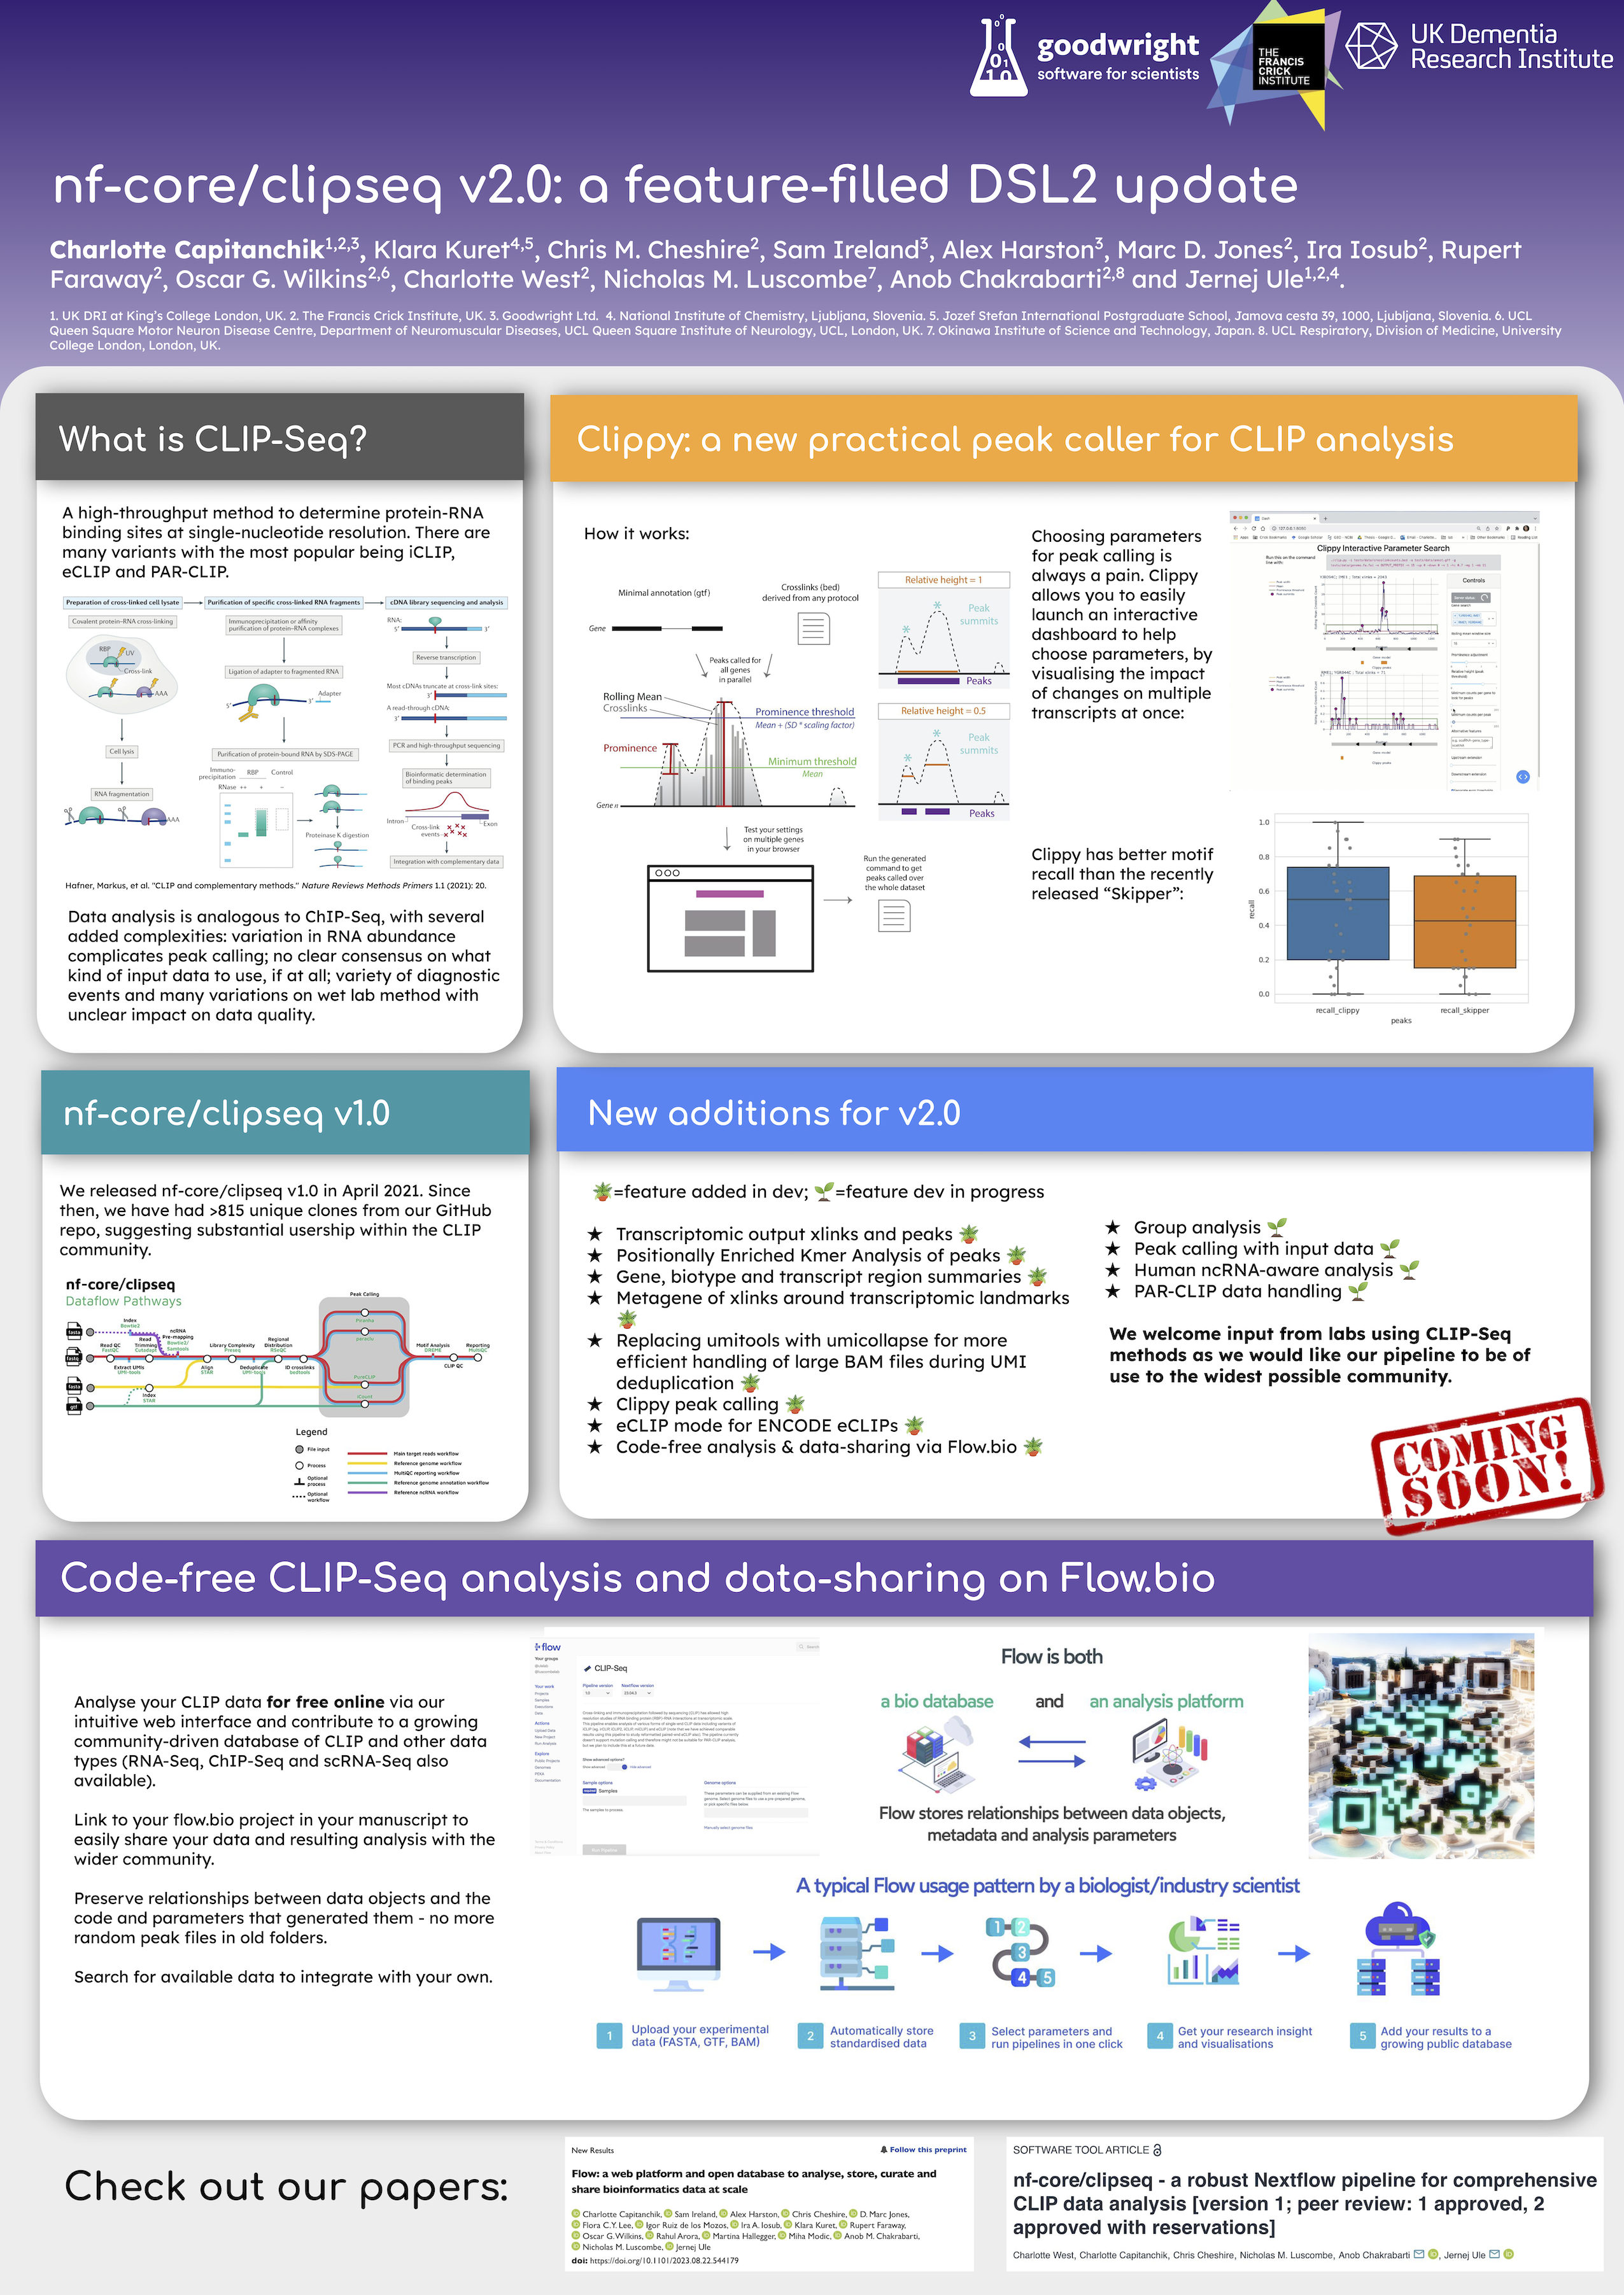 goodwright
software for scientists
THE
FRANCIS
CRICK
INSTITUTE
UK Dementia
Research Institute
nf-core/clipseq v2.0: a feature-filled DSL2 update
Charlotte Capitanchik1,2,3, Klara Kuret4,5, Chris M. Cheshire2, Sam Ireland3, Alex Harston3, Marc D. Jones2, Ira Iosub2, Rupert
Faraway2, Oscar G. Wilkins2,6, Charlotte West2, Nicholas M. Luscombe7, Anob Chakrabarti2,8 and Jernej Ule1,2,4.
1. UK DRI at King's College London, UK. 2. The Francis Crick Institute, UK. 3. Goodwright Ltd. 4. National Institute of Chemistry, Ljubljana, Slovenia. 5. Jozef Stefan International Postgraduate School, Jamova cesta 39, 1000, Ljubljana, Slovenia. 6. UCL
Queen Square Motor Neuron Disease Centre, Department of Neuromuscular Diseases, UCL Queen Square Institute of Neurology, UCL, London, UK. 7. Okinawa Institute of Science and Technology, Japan. 8. UCL Respiratory, Division of Medicine, University
College London, London, UK.
What is CLIP-Seq?
A high-throughput method to determine protein-RNA
binding sites at single-nucleotide resolution. There are
many variants with the most popular being iCLIP,
eCLIP and PAR-CLIP.
Preparation of cross-linked cell lysate
Purification of specific cross-linked RNA fragments
cDNA library sequencing and analysis
Covalent protein–RNA cross-linking
RBP
UV
Cross-link
AAA
Cell lysis
RNA fragmentation
AAA
Immunoprecipitation or affinity
purification of protein–RNA complexes
Ligation of adapter to fragmented RNA
5'
3'
Adapter
Purification of protein-bound RNA by SDS-PAGE
Immuno-
precipitation
RBP
Control
RNase ++ + −
Proteinase K digestion
RNA:
5'
3'
Reverse transcription
Most cDNAs truncate at cross-link sites:
A read-through cDNA:
PCR and high-throughput sequencing
Bioinformatic determination
of binding peaks
Intron
Exon
Cross-link
events
Integration with complementary data
Hafner, Markus, et al. "CLIP and complementary methods." Nature Reviews Methods Primers 1.1 (2021): 20.
Data analysis is analogous to ChIP-Seq, with several
added complexities: variation in RNA abundance
complicates peak calling; no clear consensus on what
kind of input data to use, if at all; variety of diagnostic
events and many variations on wet lab method with
unclear impact on data quality.
Clippy: a new practical peak caller for CLIP analysis
How it works:
Minimal annotation (gtf)
Gene
Crosslinks (bed)
derived from any protocol
Peaks called for
all genes
in parallel
Rolling Mean
Crosslinks
Prominence threshold
Mean + (SD * scaling factor)
Prominence
Minimum threshold
Mean
Gene n
Relative height = 1
Peak
summits
Peaks
Relative height = 0.5
Peak
summits
Peaks
Test your settings
on multiple genes
in your browser
Run the generated
command to get
peaks called over
the whole dataset
Choosing parameters
for peak calling is
always a pain. Clippy
allows you to easily
launch an interactive
dashboard to help
choose parameters, by
visualising the impact
of changes on multiple
transcripts at once:
Clippy Interactive Parameter Search
Controls
Clippy has better motif
recall than the recently
released “Skipper”:
1.0
0.8
0.6
0.4
0.2
0.0
recall
recall_clippy
recall_skipper
peaks
nf-core/clipseq v1.0
We released nf-core/clipseq v1.0 in April 2021. Since
then, we have had >815 unique clones from our GitHub
repo, suggesting substantial usership within the CLIP
community.
nf-core/clipseq
Dataflow Pathways
Peak Calling
Piranha
paraclu
PureCLIP
iCount
fasta
fastq
fasta
gtf
Index
Bowtie2
Read QC
FastQC
Read
Trimming
Cutadapt
ncRNA
Pre-mapping
Bowtie2/
Samtools
Extract UMIs
UMI-tools
Align
STAR
Library Complexity
Preseq
Deduplicate
UMI-tools
Regional
Distribution
RSeQC
ID crosslinks
bedtools
Index
STAR
Motif Analysis
DREME
Reporting
MultiQC
CLIP QC
Legend
File input
Process
Optional
process
Optional
workflow
Main target reads workflow
Reference genome workflow
MultiQC reporting workflow
Reference genome annotation workflow
Reference ncRNA workflow
New additions for v2.0
=feature added in dev; =feature dev in progress
★ Transcriptomic output xlinks and peaks
★ Positionally Enriched Kmer Analysis of peaks
★ Gene, biotype and transcript region summaries
★ Metagene of xlinks around transcriptomic landmarks
★ Replacing umitools with umicollapse for more
efficient handling of large BAM files during UMI
deduplication
★ Clippy peak calling
★ eCLIP mode for ENCODE eCLIPs
★ Code-free analysis & data-sharing via Flow.bio
★ Group analysis
★ Peak calling with input data
★ Human ncRNA-aware analysis
★ PAR-CLIP data handling
We welcome input from labs using CLIP-Seq
methods as we would like our pipeline to be of
use to the widest possible community.
COMING
SOON!
Code-free CLIP-Seq analysis and data-sharing on Flow.bio
Analyse your CLIP data for free online via our
intuitive web interface and contribute to a growing
community-driven database of CLIP and other data
types (RNA-Seq, ChIP-Seq and scRNA-Seq also
available).
Link to your flow.bio project in your manuscript to
easily share your data and resulting analysis with the
wider community.
Preserve relationships between data objects and the
code and parameters that generated them - no more
random peak files in old folders.
Search for available data to integrate with your own.
flow
CLIP-Seq
Pipeline version
Nextflow version
Sample options
Samples
Genome options
Run Pipeline
Flow is both
a bio database and an analysis platform
Flow stores relationships between data objects,
metadata and analysis parameters
A typical Flow usage pattern by a biologist/industry scientist
1 2
3
4 5
1 Upload your experimental
data (FASTA, GTF, BAM)
2 Automatically store
standardised data
3 Select parameters and
run pipelines in one click
4 Get your research insight
and visualisations
5 Add your results to a
growing public database
Check out our papers:
New Results
Follow this preprint
Flow: a web platform and open database to analyse, store, curate and
share bioinformatics data at scale
Charlotte Capitanchik, Sam Ireland, Alex Harston, Chris Cheshire, D. Marc Jones,
Flora C.Y. Lee, Igor Ruiz de los Mozos, Ira A. Iosub, Klara Kuret, Rupert Faraway,
Oscar G. Wilkins, Rahul Arora, Martina Hallegger, Miha Modic, Anob M. Chakrabarti,
Nicholas M. Luscombe, Jernej Ule
doi: https://doi.org/10.1101/2023.08.22.544179
SOFTWARE TOOL ARTICLE
nf-core/clipseq - a robust Nextflow pipeline for comprehensive
CLIP data analysis [version 1; peer review: 1 approved, 2
approved with reservations]
Charlotte West, Charlotte Capitanchik, Chris Cheshire, Nicholas M. Luscombe, Anob Chakrabarti, Jernej Ule